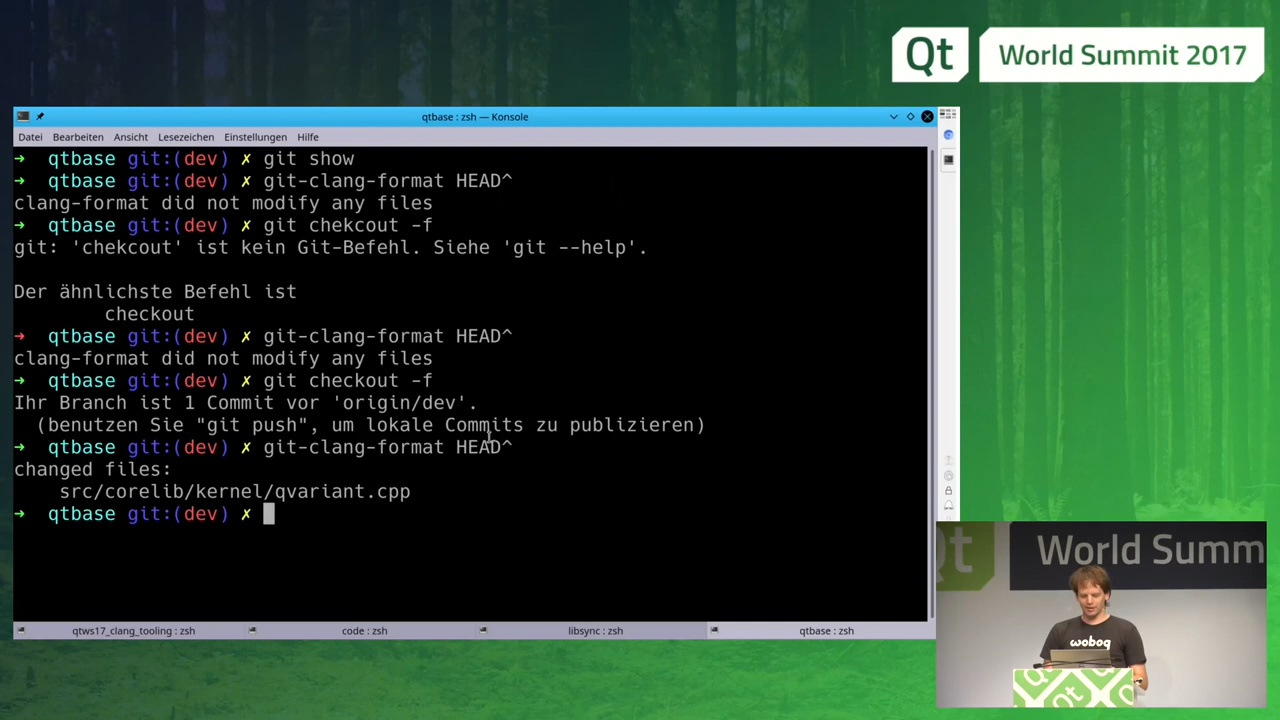 Qt World Summit 2017
qtbase : zsh — Konsole
Datei Bearbeiten Ansicht Lesezeichen Einstellungen Hilfe
➜ qtbase git:(dev) ✗ git show
➜ qtbase git:(dev) ✗ git-clang-format HEAD^
clang-format did not modify any files
➜ qtbase git:(dev) ✗ git chekcout -f
git: 'chekcout' ist kein Git-Befehl. Siehe 'git --help'.
Der ähnlichste Befehl ist
checkout
➜ qtbase git:(dev) ✗ git-clang-format HEAD^
clang-format did not modify any files
➜ qtbase git:(dev) ✗ git checkout -f
Ihr Branch ist 1 Commit vor 'origin/dev'.
(benutzen Sie "git push", um lokale Commits zu publizieren)
➜ qtbase git:(dev) ✗ git-clang-format HEAD^
changed files:
src/corelib/kernel/qvariant.cpp
➜ qtbase git:(dev) ✗
qtws17_clang_tooling : zsh code : zsh libsync : zsh qtbase : zsh
Qt World Summ
woboq
Qt